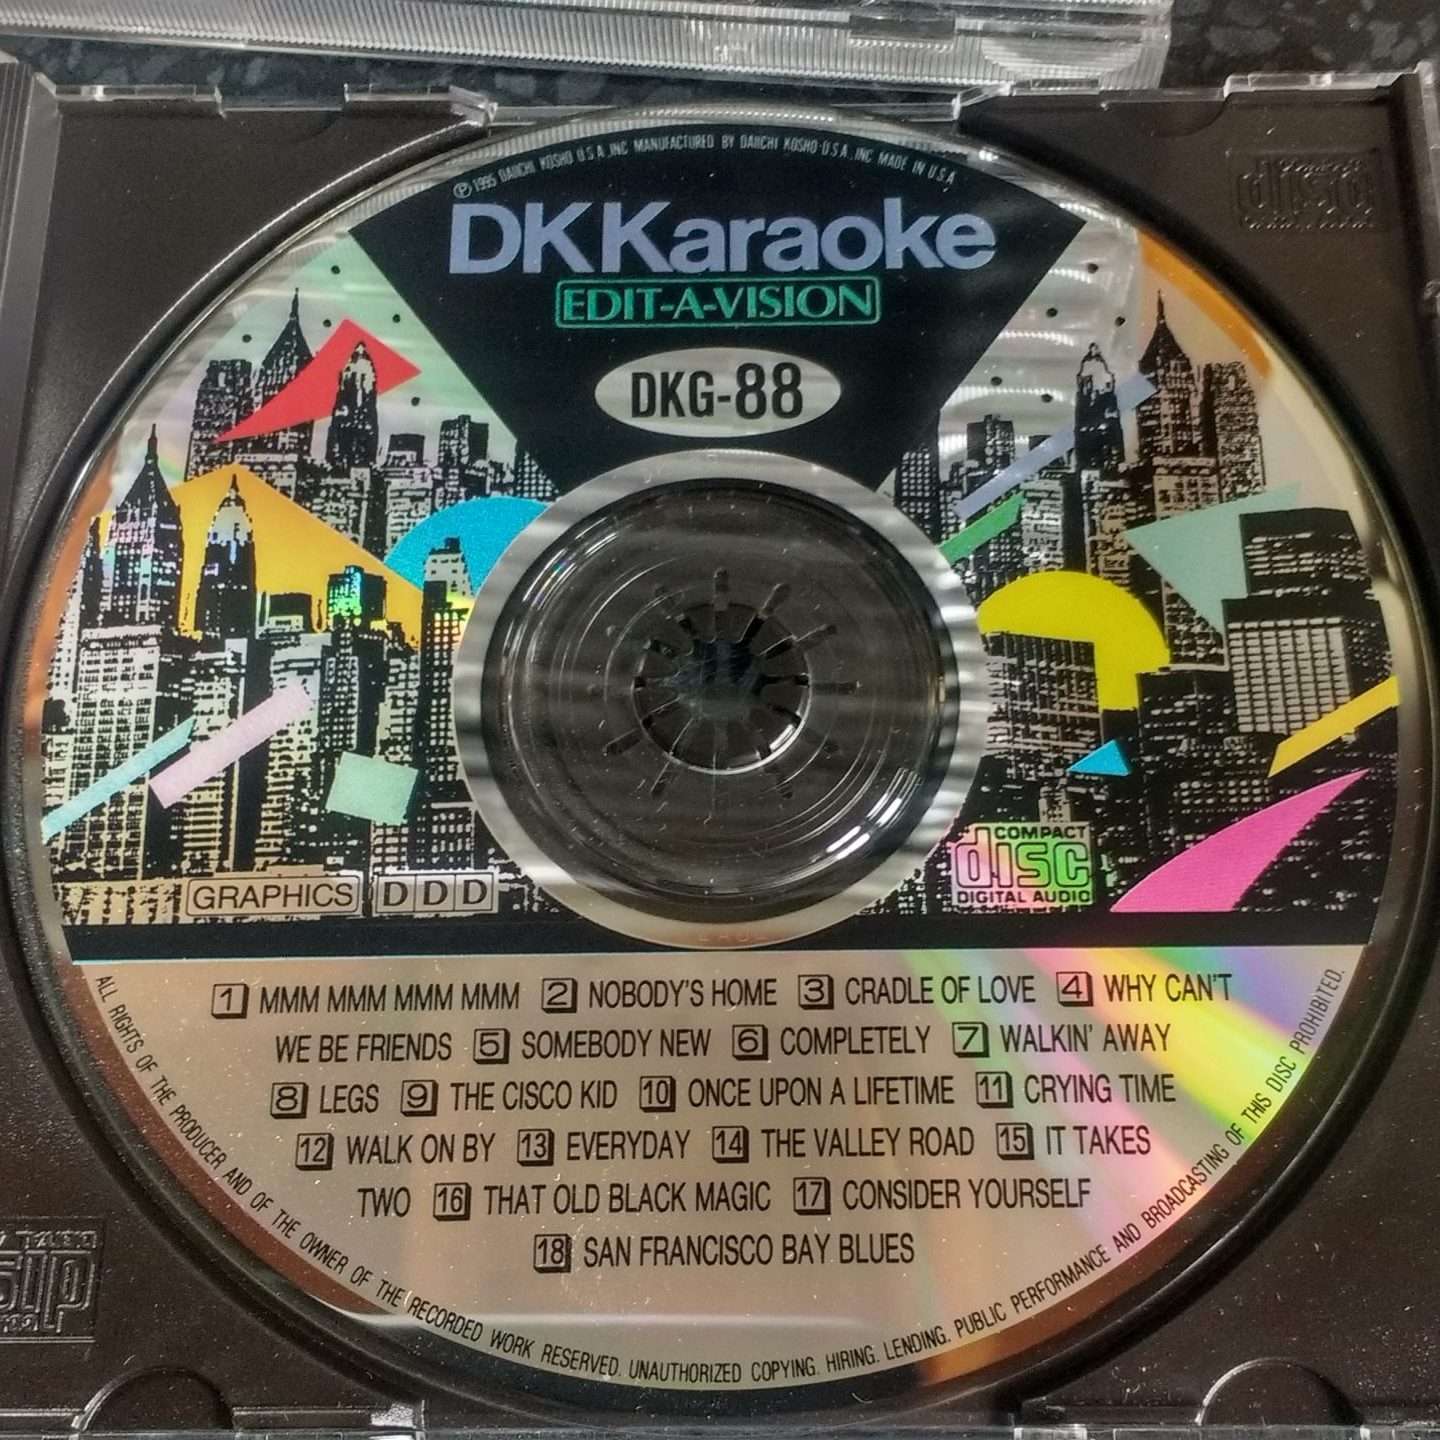 ℗ 1995 DAIICHI KOSHO U.S.A., INC MANUFACTURED BY DAIICHI KOSHO U.S.A., INC MADE IN U.S.A.
DKKaraoke
EDIT-A-VISION
DKG-88
disc
GRAPHICS DDD
COMPACT
disc
DIGITAL AUDIO
1 MMM MMM MMM MMM 2 NOBODY'S HOME 3 CRADLE OF LOVE 4 WHY CAN'T
WE BE FRIENDS 5 SOMEBODY NEW 6 COMPLETELY 7 WALKIN' AWAY
8 LEGS 9 THE CISCO KID 10 ONCE UPON A LIFETIME 11 CRYING TIME
12 WALK ON BY 13 EVERYDAY 14 THE VALLEY ROAD 15 IT TAKES
TWO 16 THAT OLD BLACK MAGIC 17 CONSIDER YOURSELF
18 SAN FRANCISCO BAY BLUES
ALL RIGHTS OF THE PRODUCER AND OF THE OWNER OF THE RECORDED WORK RESERVED. UNAUTHORIZED COPYING. HIRING. LENDING. PUBLIC PERFORMANCE AND BROADCASTING OF THIS DISC PROHIBITED.